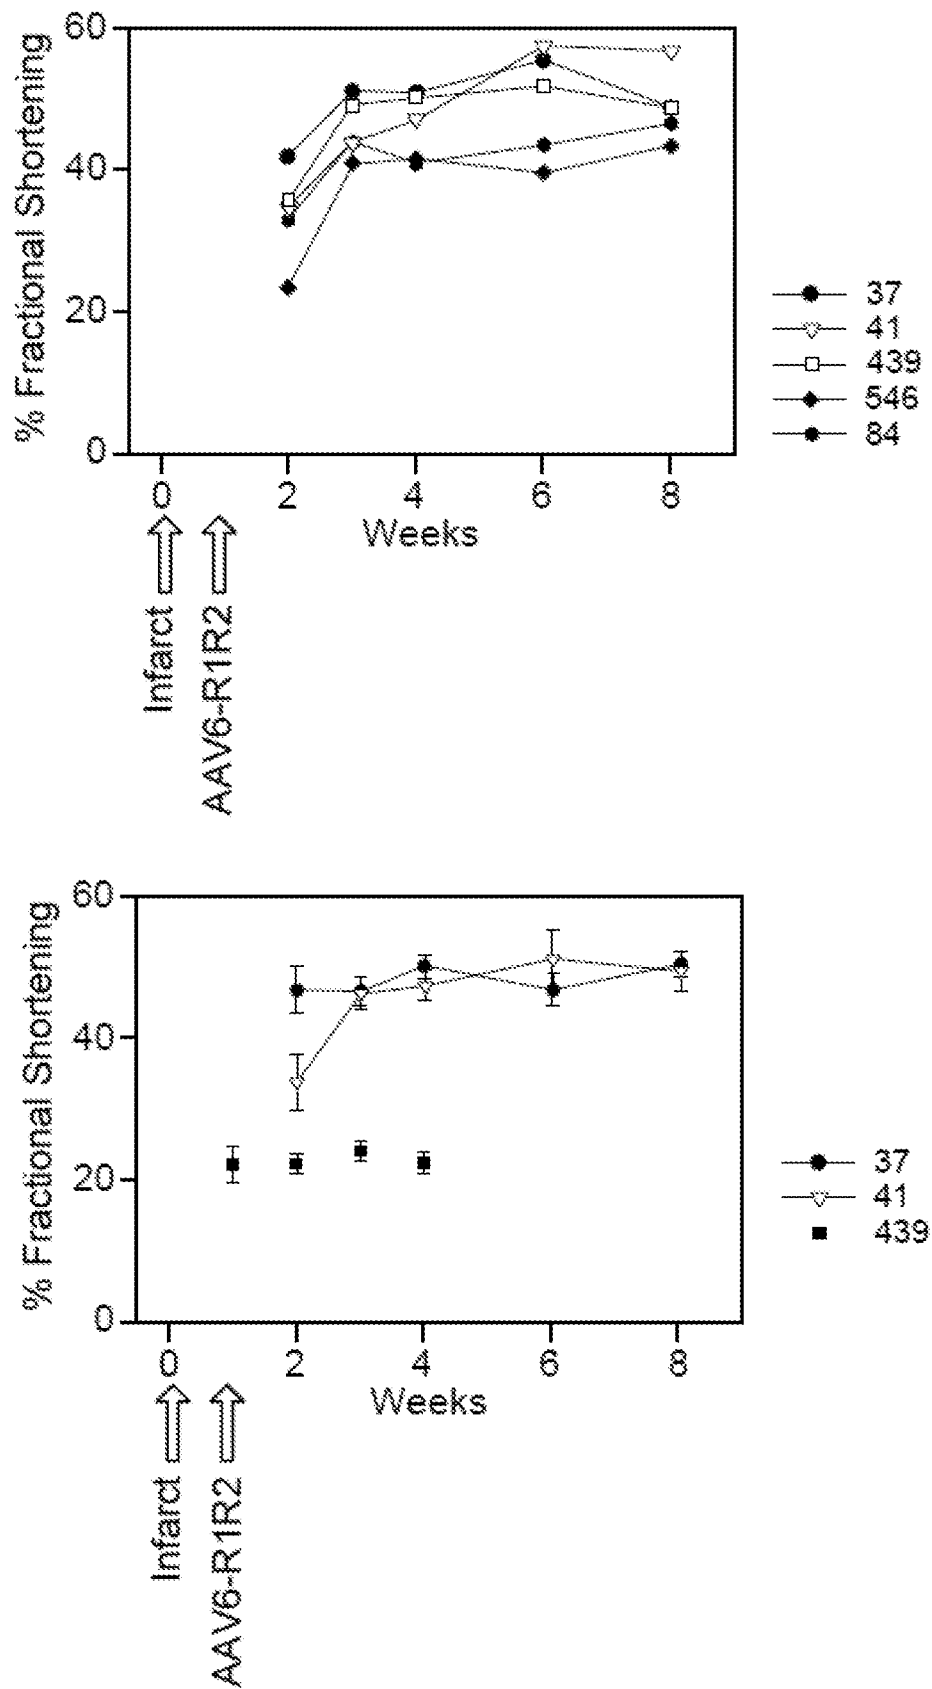 % Fractional Shortening
60
40
20
0
0 2 4 6 8
Weeks
Infarct
AAV6-R1R2
37
41
439
546
84
% Fractional Shortening
60
40
20
0
0 2 4 6 8
Weeks
Infarct
AAV6-R1R2
37
41
439